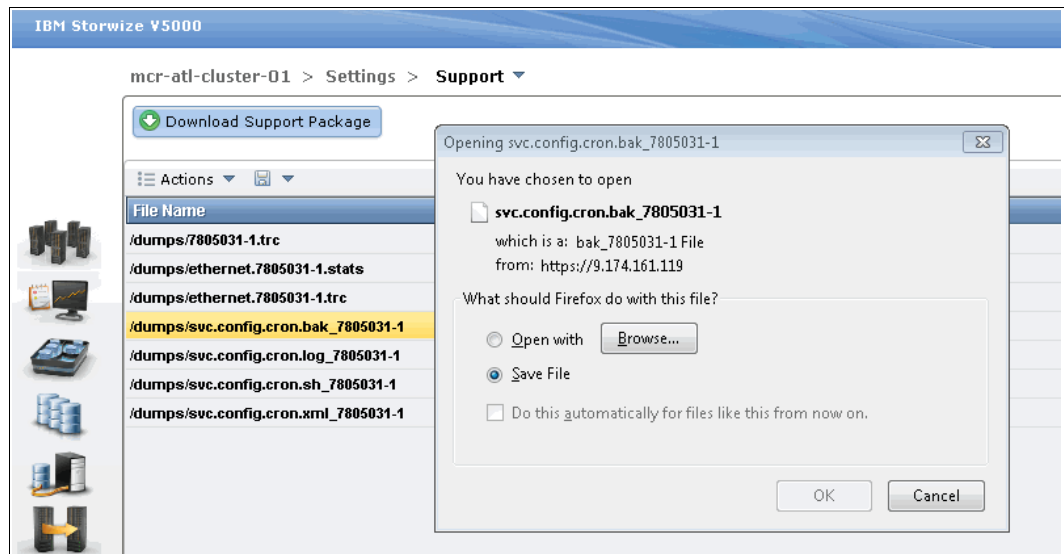 IBM Storwize V5000
mcr-atl-cluster-01 > Settings > Support
Download Support Package
Opening svc.config.cron.bak_7805031-1
Actions
You have chosen to open
File Name
svc.config.cron.bak_7805031-1
/dumps/7805031-1.trc
which is a: bak_7805031-1 File
/dumps/ethernet.7805031-1.stats
from: https://9.174.161.119
/dumps/ethernet.7805031-1.trc
What should Firefox do with this file?
/dumps/svc.config.cron.bak_7805031-1
Open with Browse...
/dumps/svc.config.cron.log_7805031-1
Save File
/dumps/svc.config.cron.sh_7805031-1
/dumps/svc.config.cron.xml_7805031-1
Do this automatically for files like this from now on.
OK Cancel